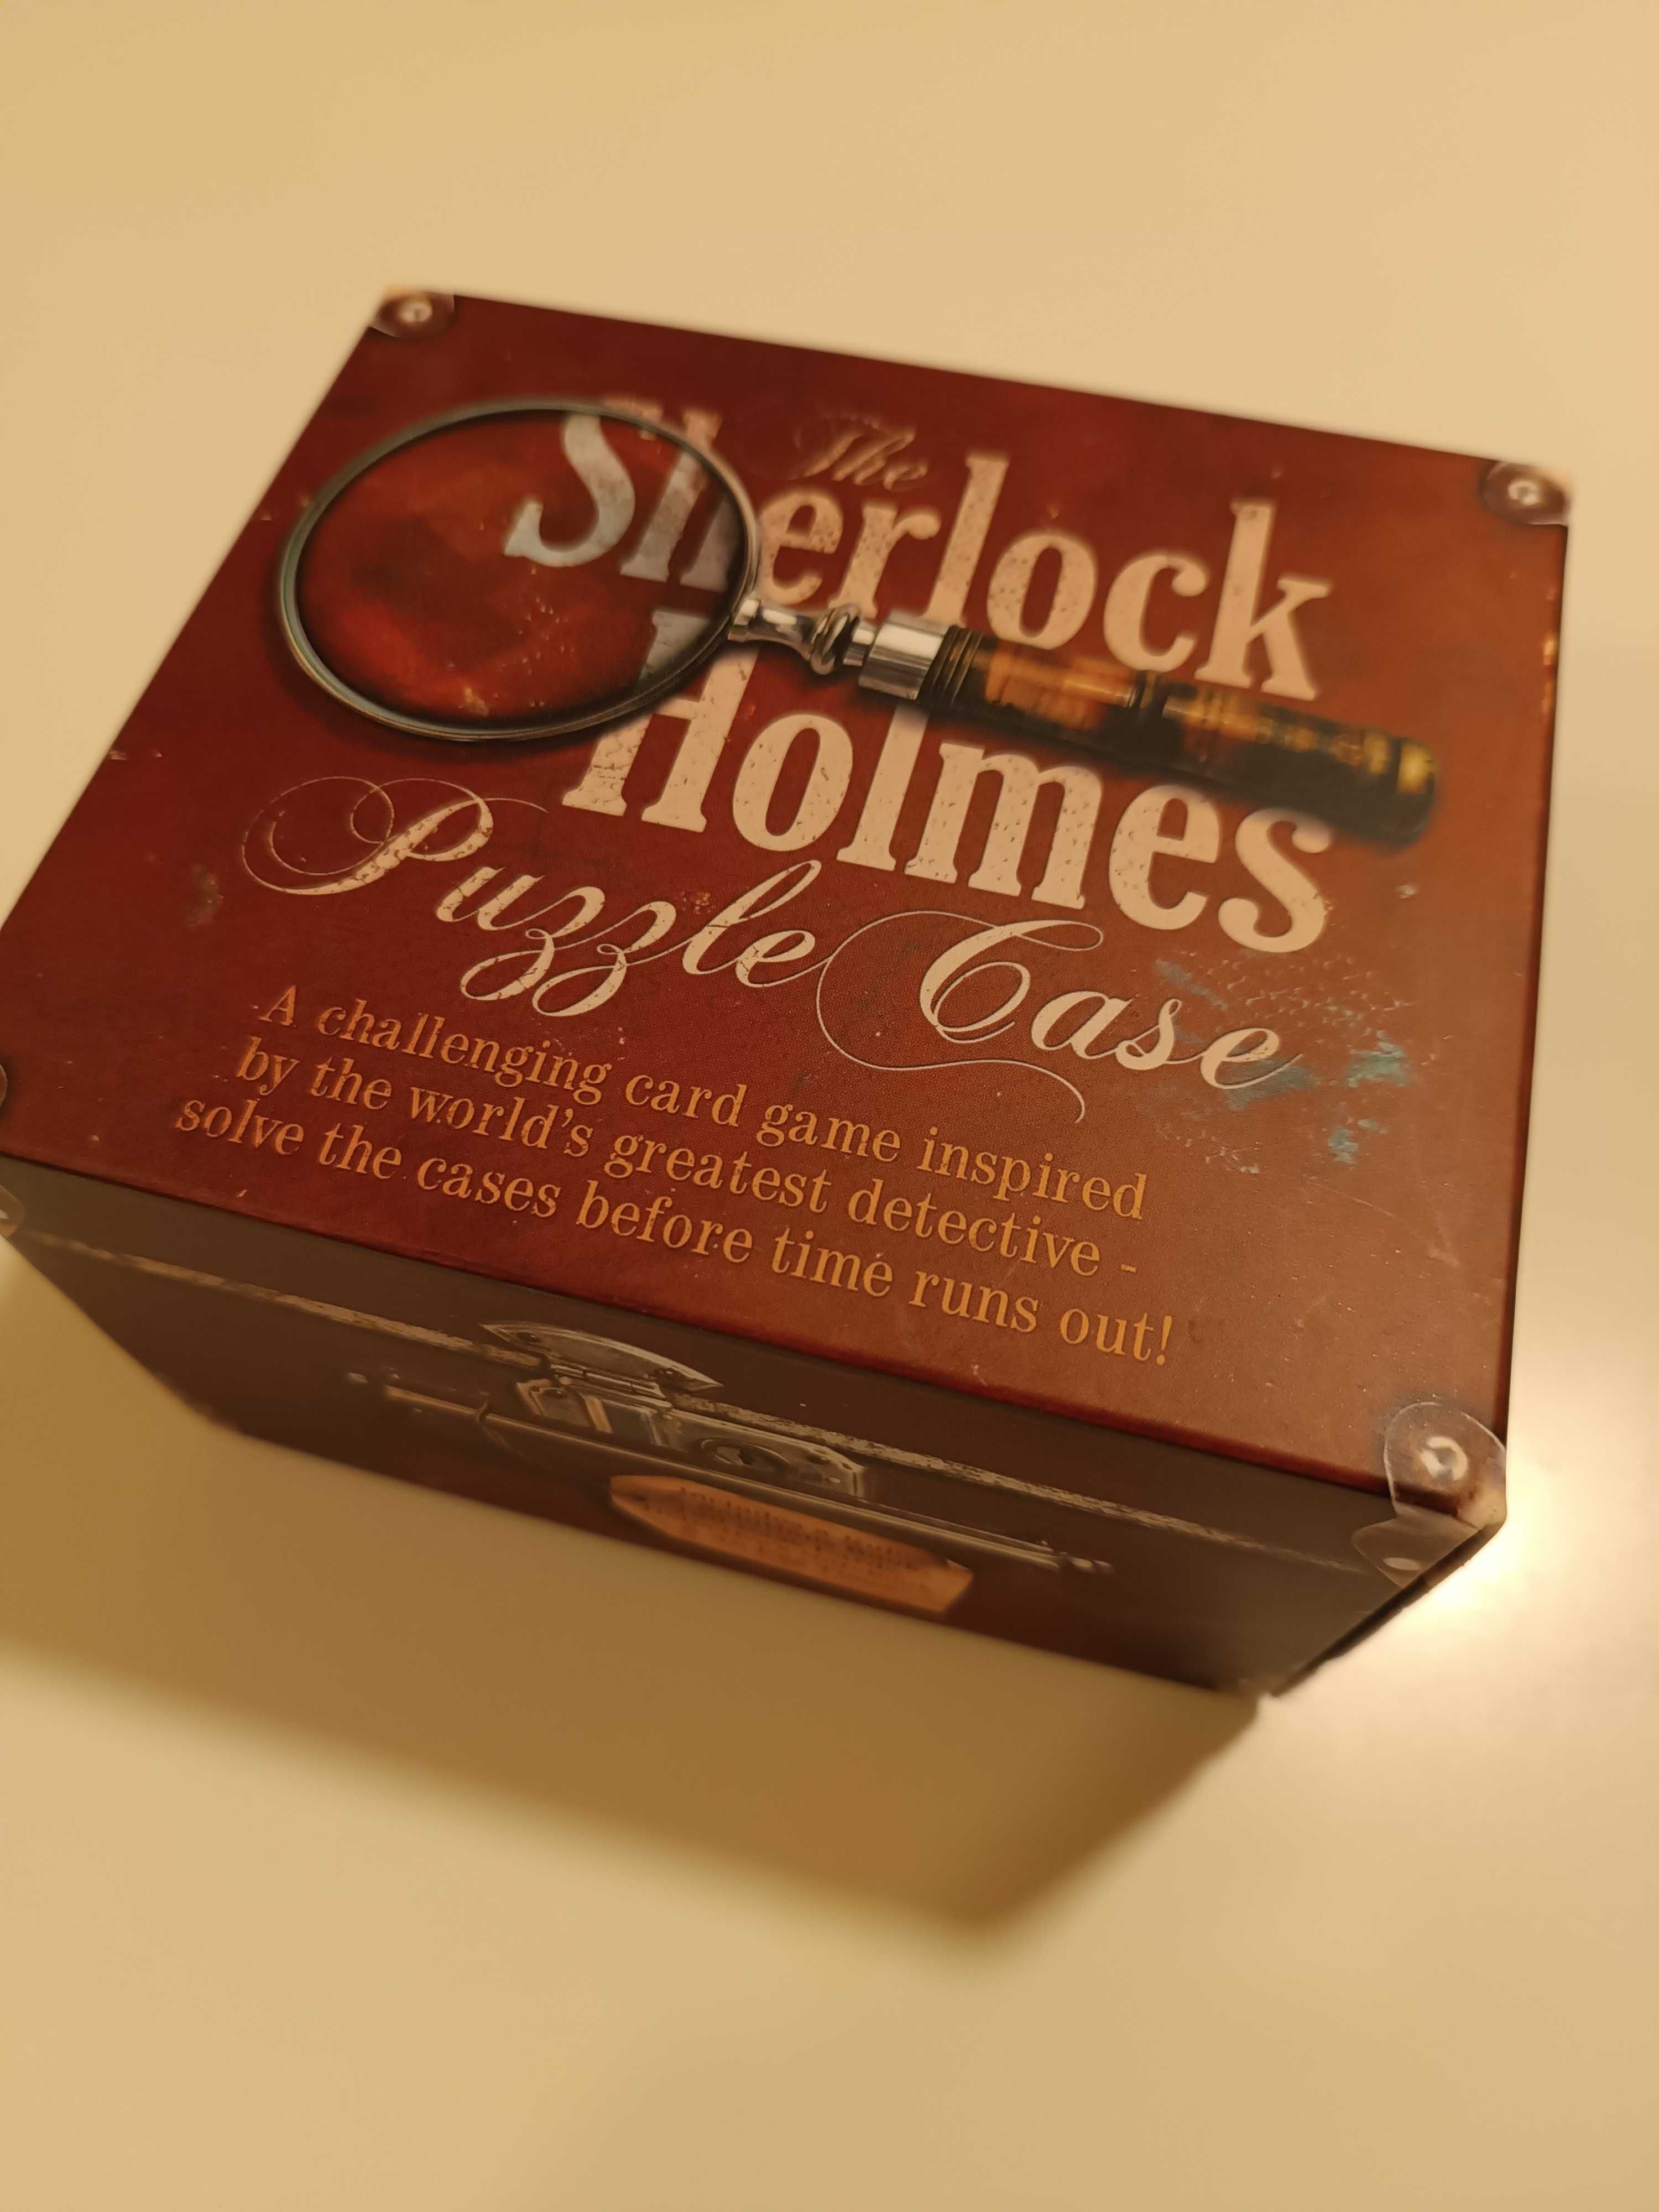 The
Sherlock
Holmes
Puzzle Case
A challenging card game inspired
by the world's greatest detective -
solve the cases before time runs out!